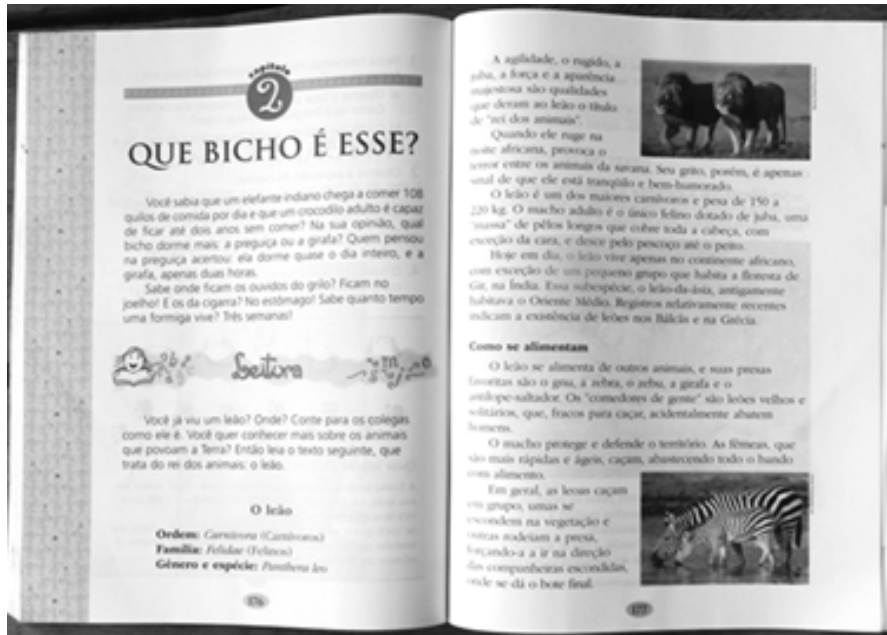 capítulo
2
QUE BICHO É ESSE?
Você sabia que um elefante indiano chega a comer 108
quilos de comida por dia e que um crocodilo adulto é capaz
de ficar até dois anos sem comer? Na sua opinião, qual
bicho dorme mais: a preguiça ou a girafa? Quem pensou
na preguiça acertou: ela dorme quase o dia inteiro, e a
girafa, apenas duas horas.
Sabe onde ficam os ouvidos do grilo? Ficam no
joelho! E os da cigarra? No estômago! Sabe quanto tempo
uma formiga vive? Três semanas!
Leitura
Você já viu um leão? Onde? Conte para os colegas
como ele é. Você quer conhecer mais sobre os animais
que povoam a Terra? Então leia o texto seguinte, que
trata do rei dos animais: o leão.
O leão
Ordem: Carnivora (Carnívoros)
Família: Felidae (Felinos)
Gênero e espécie: Panthera leo
176
A agilidade, o rugido, a
juba, a força e a aparência
majestosa são qualidades
que deram ao leão o título
de "rei dos animais".
Quando ele ruge na
noite africana, provoca o
terror entre os animais da savana. Seu grito, porém, é apenas
sinal de que ele está tranqüilo e bem-humorado.
O leão é um dos maiores carnívoros e pesa de 150 a
220 kg. O macho adulto é o único felino dotado de juba, uma
"massa" de pêlos longos que cobre toda a cabeça, com
exceção da cara, e desce pelo pescoço até o peito.
Hoje em dia, o leão vive apenas no continente africano,
com exceção de um pequeno grupo que habita a floresta de
Gir, na Índia. Essa subespécie, o leão-da-ásia, antigamente
habitava o Oriente Médio. Registros relativamente recentes
indicam a existência de leões nos Bálcãs e na Grécia.
Como se alimentam
O leão se alimenta de outros animais, e suas presas
favoritas são o gnu, a zebra, o zebu, a girafa e o
antílope-saltador. Os "comedores de gente" são leões velhos e
solitários, que, fracos para caçar, acidentalmente abatem
homens.
O macho protege e defende o território. As fêmeas, que
são mais rápidas e ágeis, caçam, abastecendo todo o bando
com alimento.
Em geral, as leoas caçam
em grupo; umas se
escondem na vegetação e
outras rodeiam a presa,
forçando-a a ir na direção
das companheiras escondidas,
onde se dá o bote final.
177